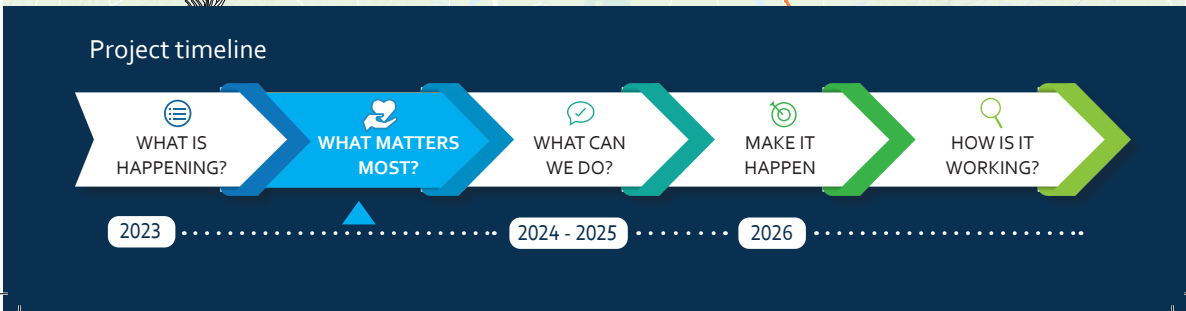 Project timeline
WHAT IS
HAPPENING?
WHAT MATTERS
MOST?
WHAT CAN
WE DO?
MAKE IT
HAPPEN
HOW IS IT
WORKING?
2023
2024 - 2025
2026